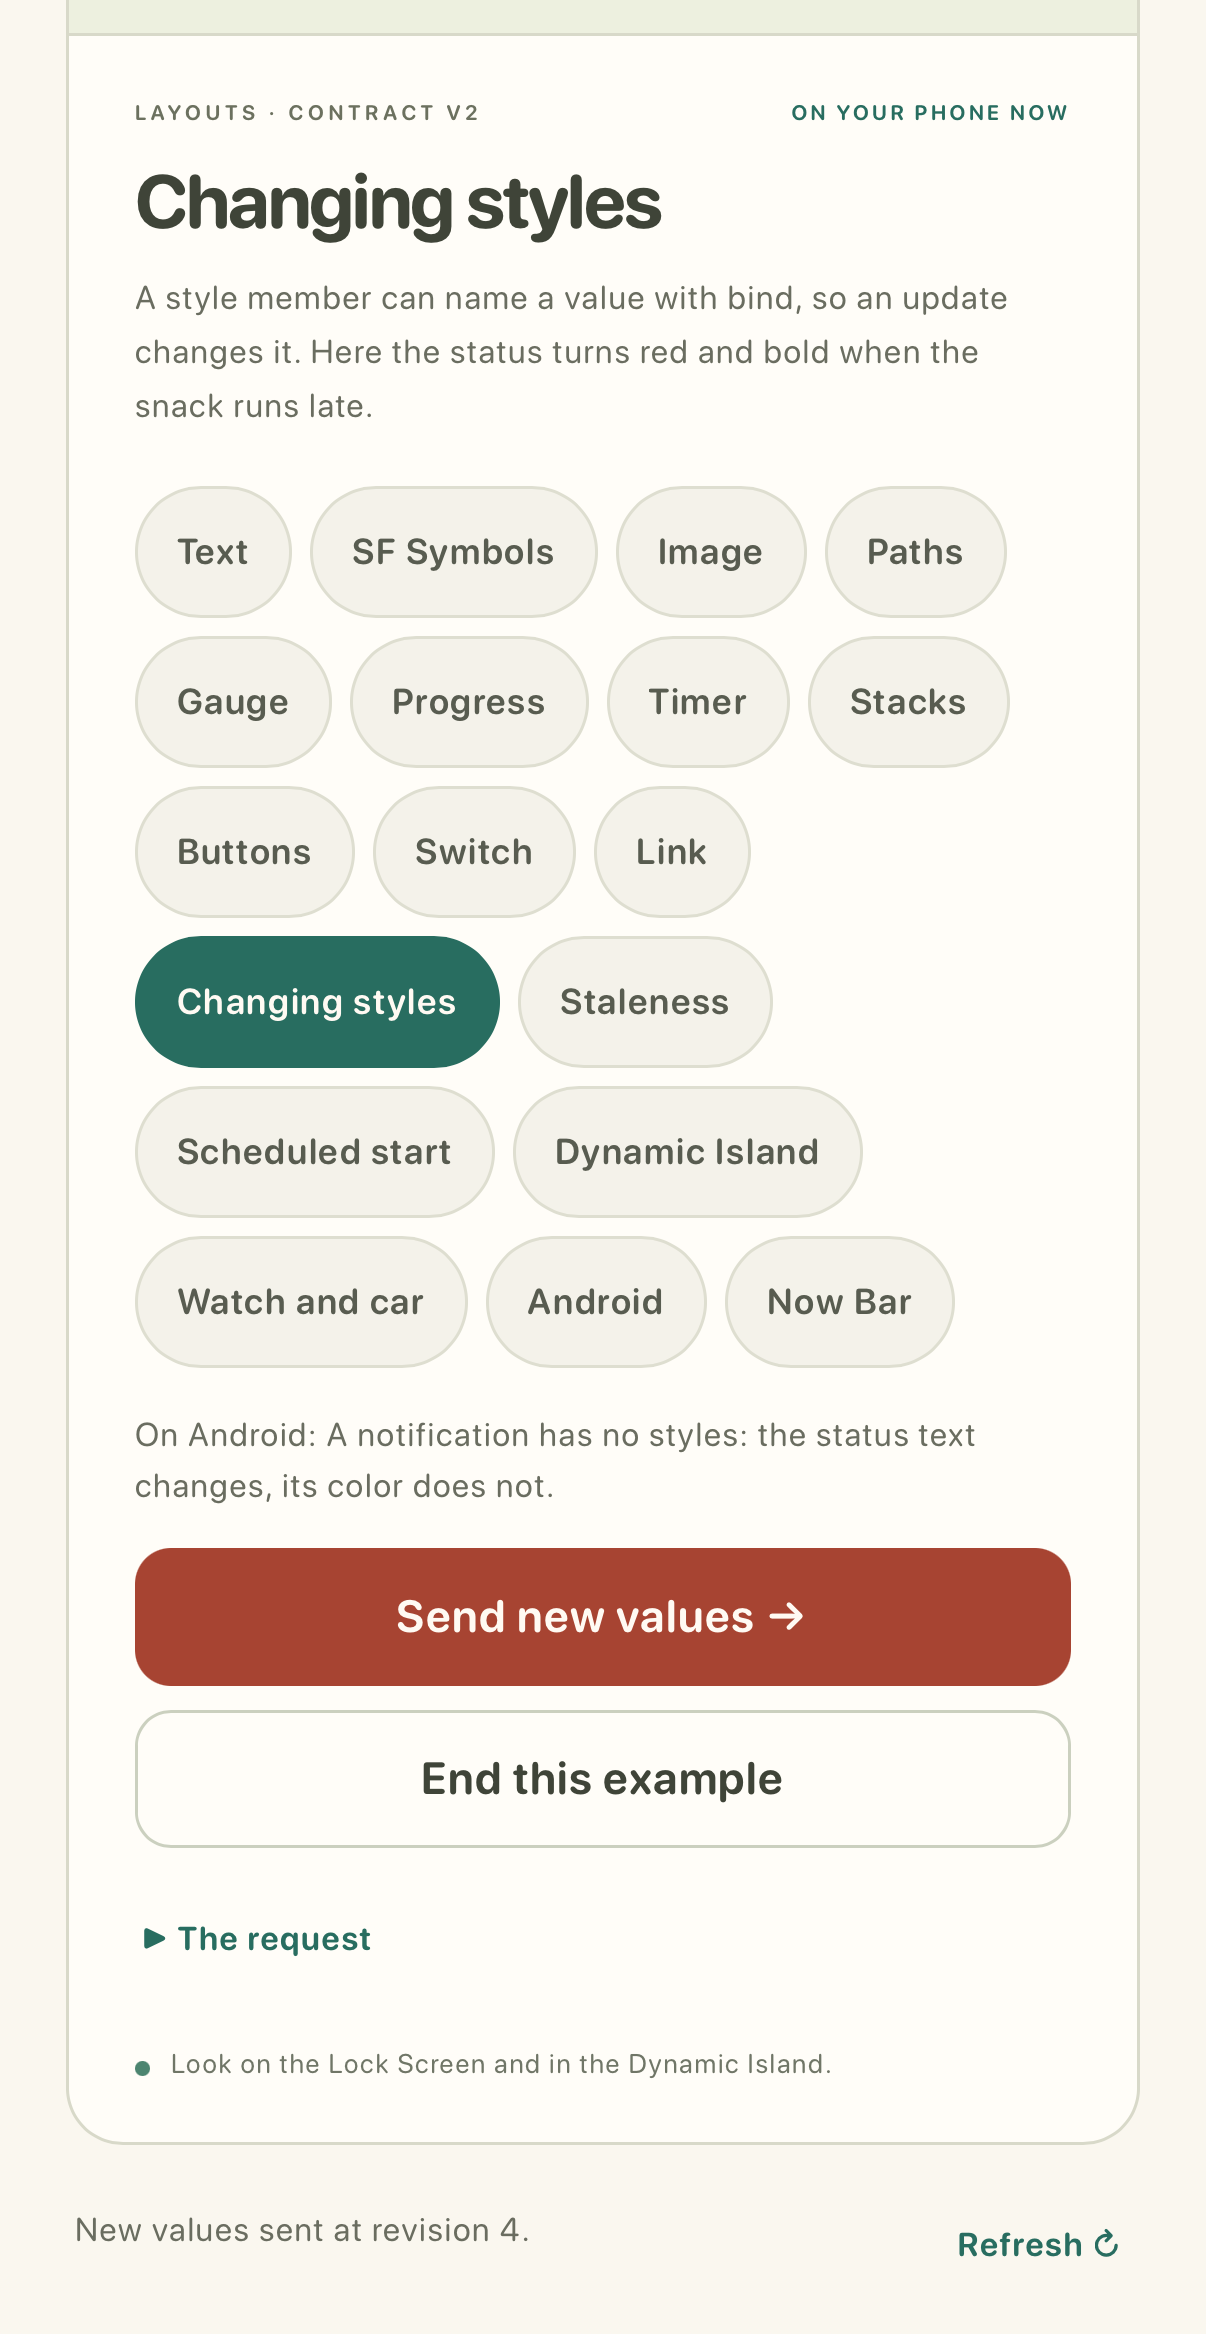 LAYOUTS · CONTRACT V2
ON YOUR PHONE NOW
Changing styles
A style member can name a value with bind, so an update
changes it. Here the status turns red and bold when the
snack runs late.
Text
SF Symbols
Image
Paths
Gauge
Progress
Timer
Stacks
Buttons
Switch
Link
Changing styles
Staleness
Scheduled start
Dynamic Island
Watch and car
Android
Now Bar
On Android: A notification has no styles: the status text
changes, its color does not.
Send new values →
End this example
▶ The request
Look on the Lock Screen and in the Dynamic Island.
New values sent at revision 4.
Refresh ↻